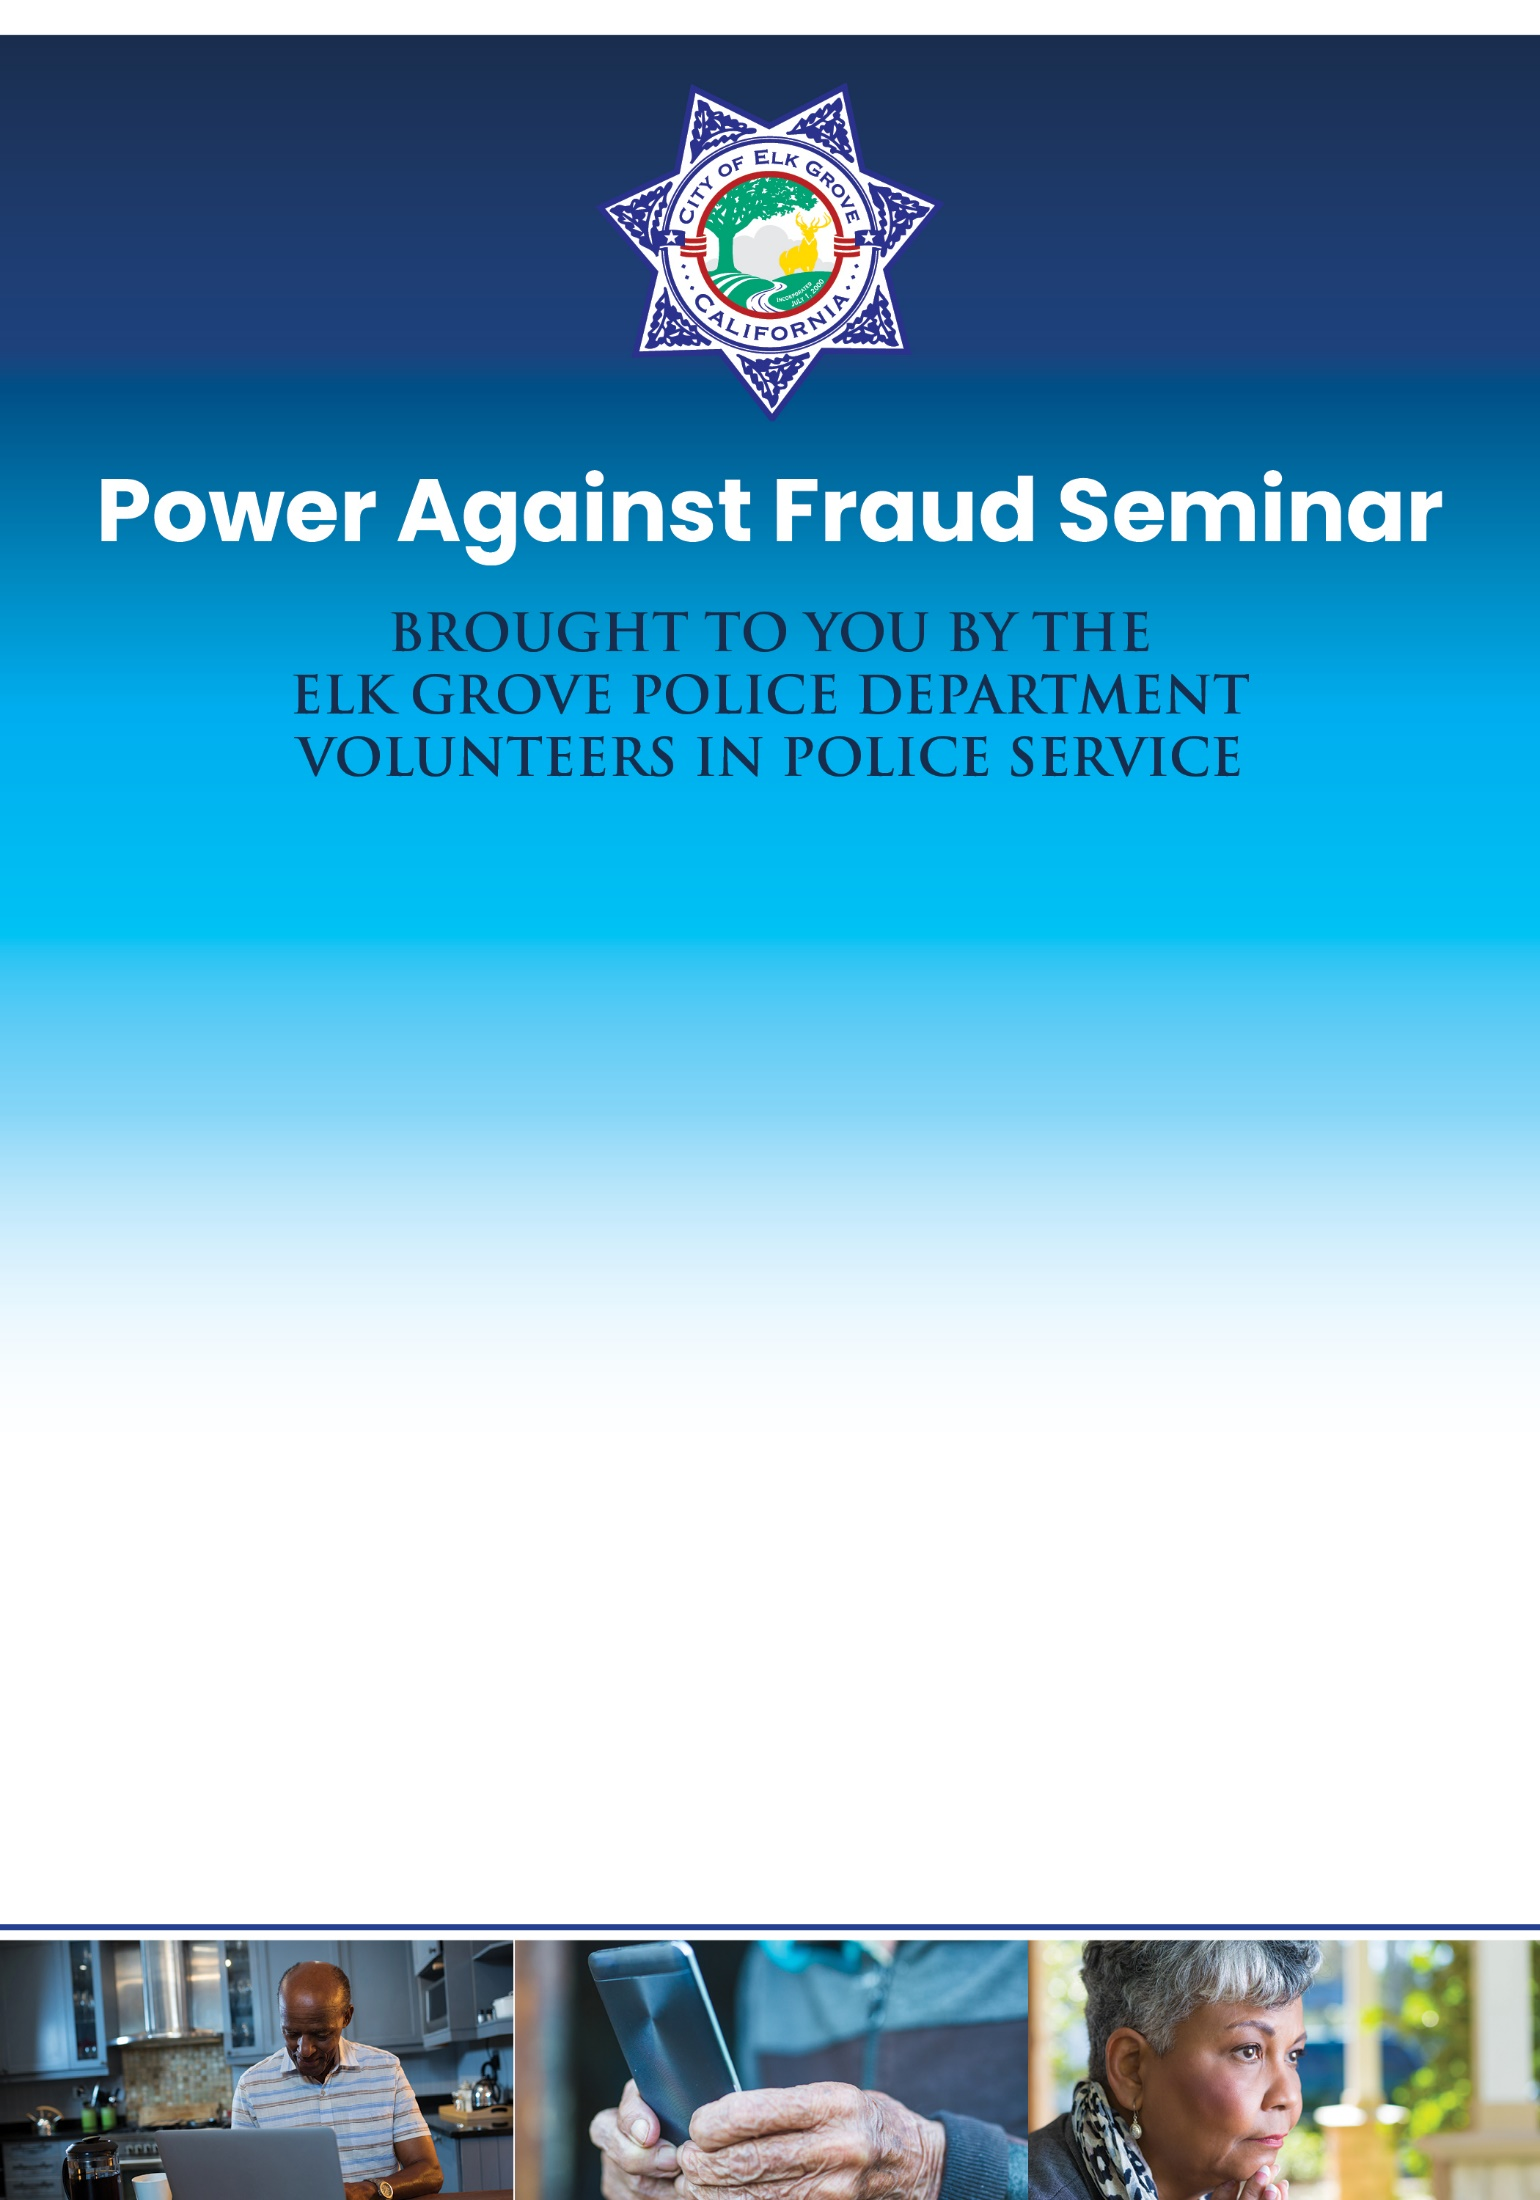 CITY OF ELK GROVE
INCORPORATED
JULY 1, 2000
CALIFORNIA
Power Against Fraud Seminar
BROUGHT TO YOU BY THE
ELK GROVE POLICE DEPARTMENT
VOLUNTEERS IN POLICE SERVICE